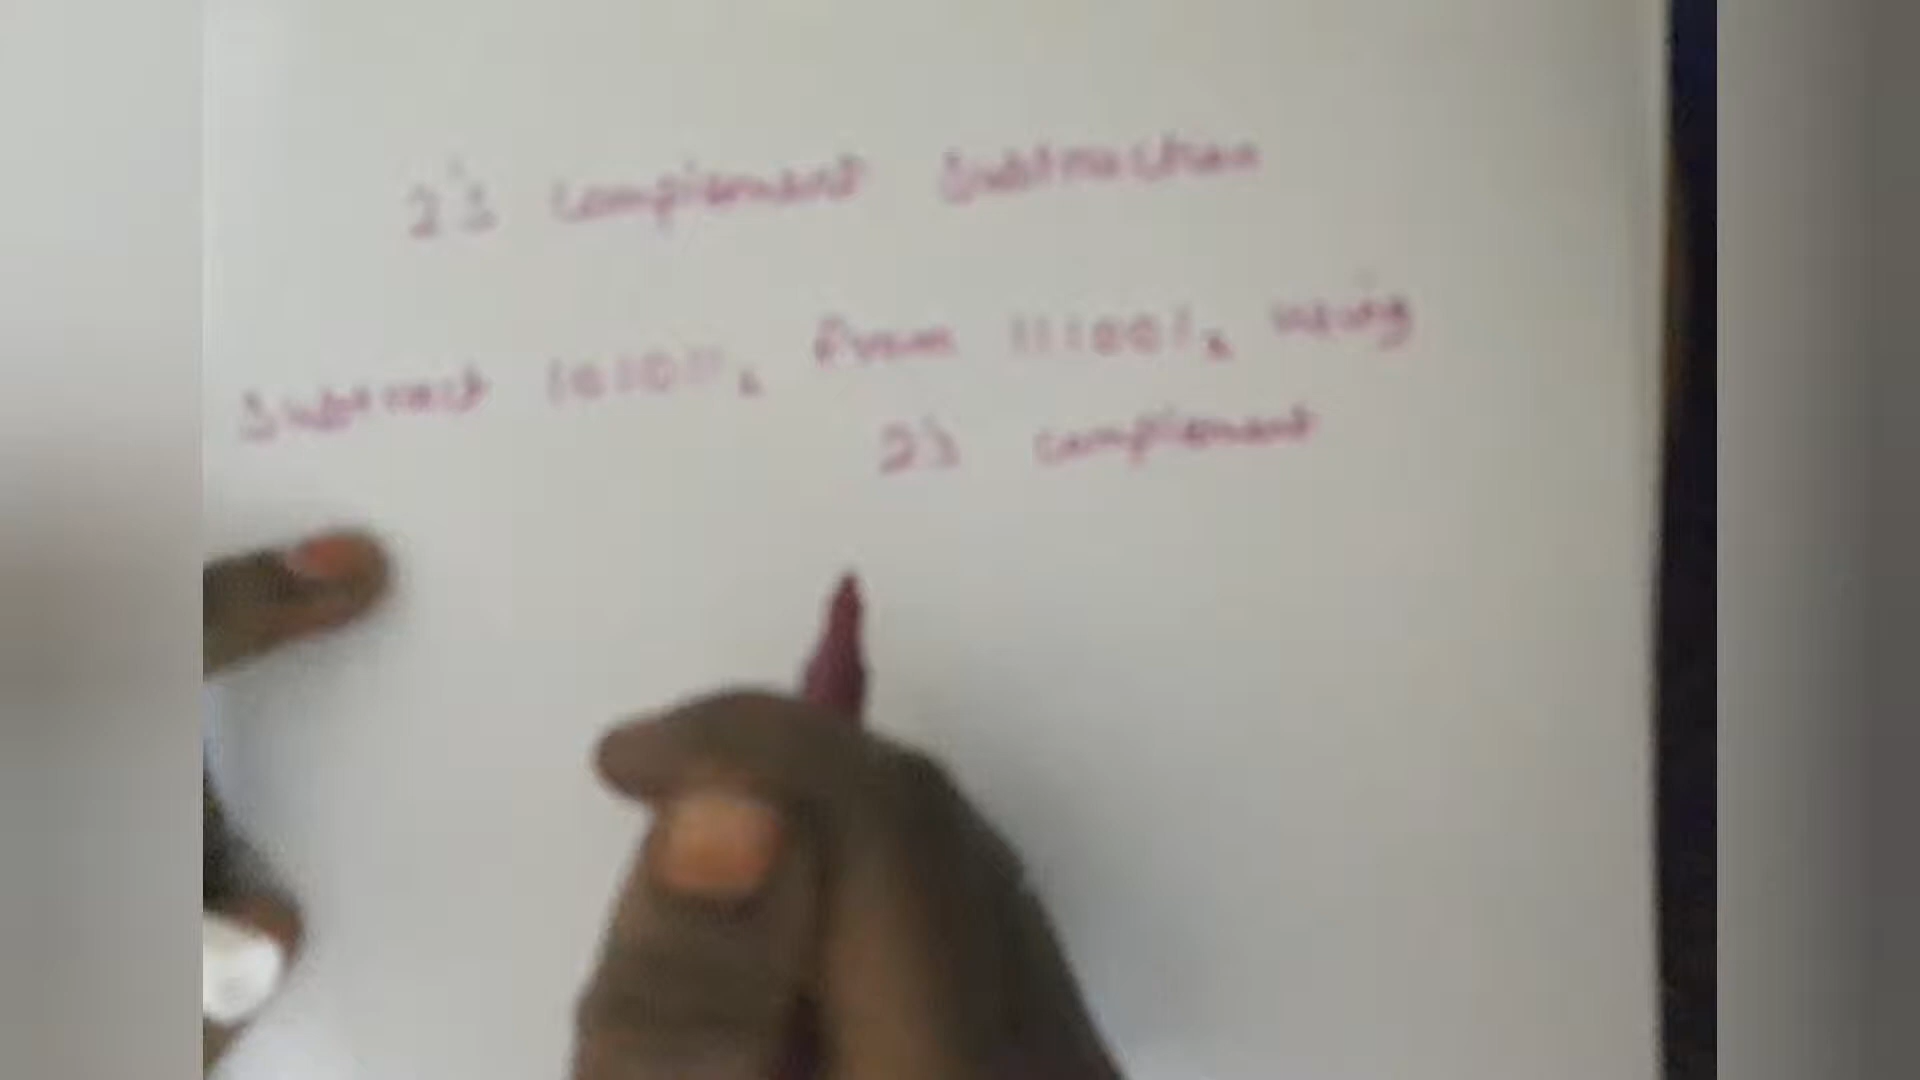 2's complement subtraction
Subtract 101011₂ from 111001₂ using
2's complement